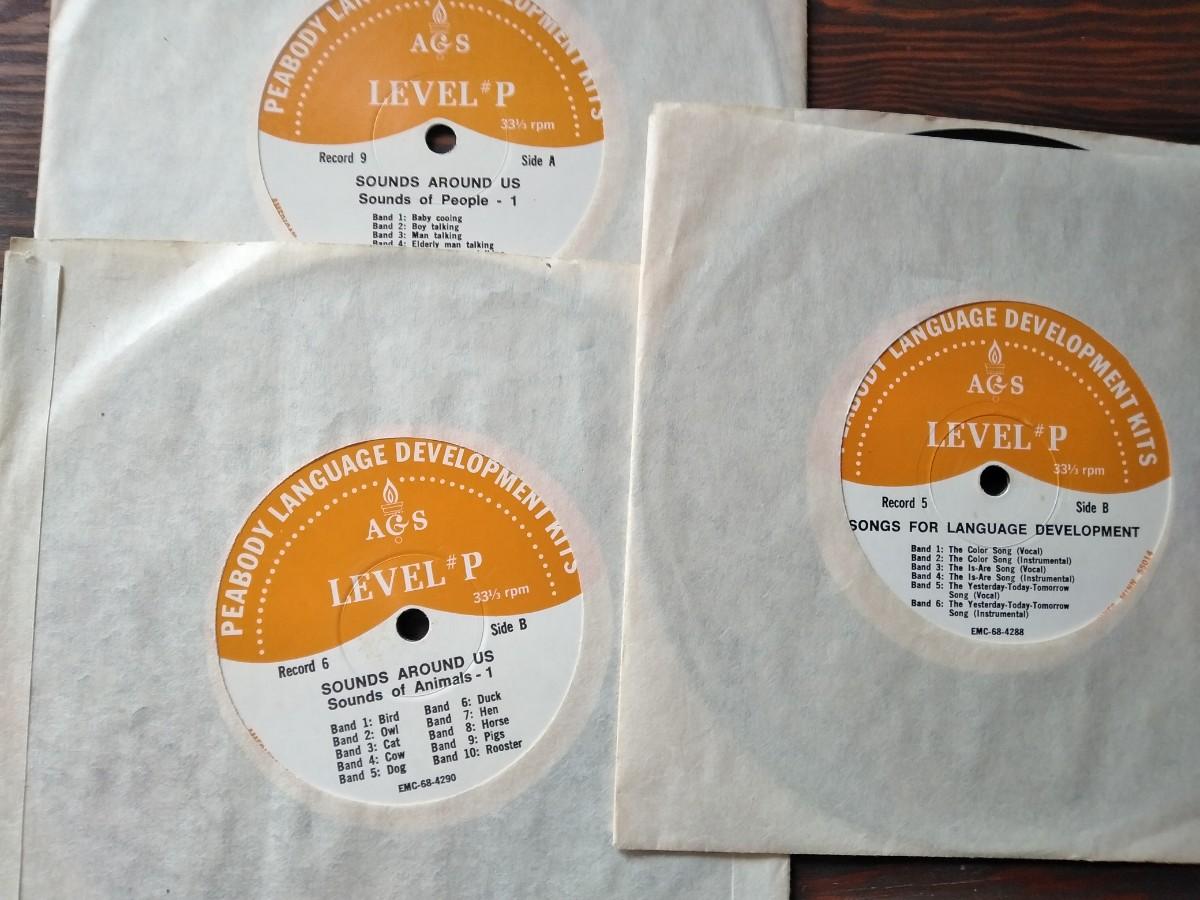 PEABODY LANGUAGE DEVELOPMENT KITS
AGS
LEVEL #P
33⅓ rpm
Record 9 Side A
SOUNDS AROUND US
Sounds of People - 1
Band 1: Baby cooing
Band 2: Boy talking
Band 3: Man talking
Band 4: Elderly man talking
PEABODY LANGUAGE DEVELOPMENT KITS
AGS
LEVEL #P
33⅓ rpm
Record 6 Side B
SOUNDS AROUND US
Sounds of Animals - 1
Band 1: Bird Band 6: Duck
Band 2: Owl Band 7: Hen
Band 3: Cat Band 8: Horse
Band 4: Cow Band 9: Pigs
Band 5: Dog Band 10: Rooster
EMC-68-4290
LANGUAGE DEVELOPMENT KITS
AGS
LEVEL #P
33⅓ rpm
Record 5 Side B
SONGS FOR LANGUAGE DEVELOPMENT
Band 1: The Color Song (Vocal)
Band 2: The Color Song (Instrumental)
Band 3: The Is-Are Song (Vocal)
Band 4: The Is-Are Song (Instrumental)
Band 5: The Yesterday-Today-Tomorrow
Song (Vocal)
Band 6: The Yesterday-Today-Tomorrow
Song (Instrumental)
EMC-68-4288
MINN. 55014